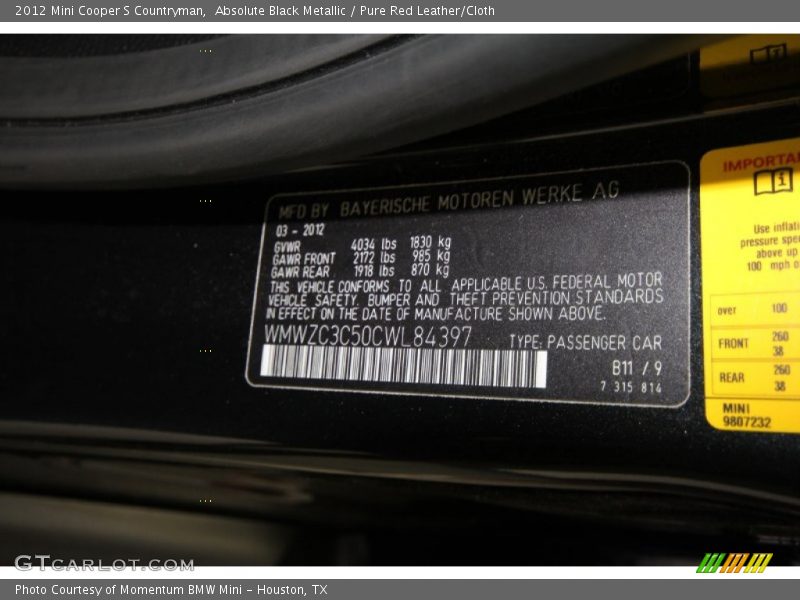 2012 Mini Cooper S Countryman,  Absolute Black Metallic / Pure Red Leather/Cloth
MFD BY BAYERISCHE MOTOREN WERKE AG
03 - 2012
GVWR 4034 lbs 1830 kg
GAWR FRONT 2172 lbs 985 kg
GAWR REAR 1918 lbs 870 kg
THIS VEHICLE CONFORMS TO ALL APPLICABLE U.S. FEDERAL MOTOR
VEHICLE SAFETY, BUMPER AND THEFT PREVENTION STANDARDS
IN EFFECT ON THE DATE OF MANUFACTURE SHOWN ABOVE.
WMWZC3C50CWL84397 TYPE: PASSENGER CAR
B11 / 9
7 315 814
IMPORTA
Use inflati
pressure spe
above up
100 mph o
over 100
FRONT 260
38
REAR 260
38
MINI
9807232
GTCARLOT.COM
Photo Courtesy of Momentum BMW Mini - Houston, TX